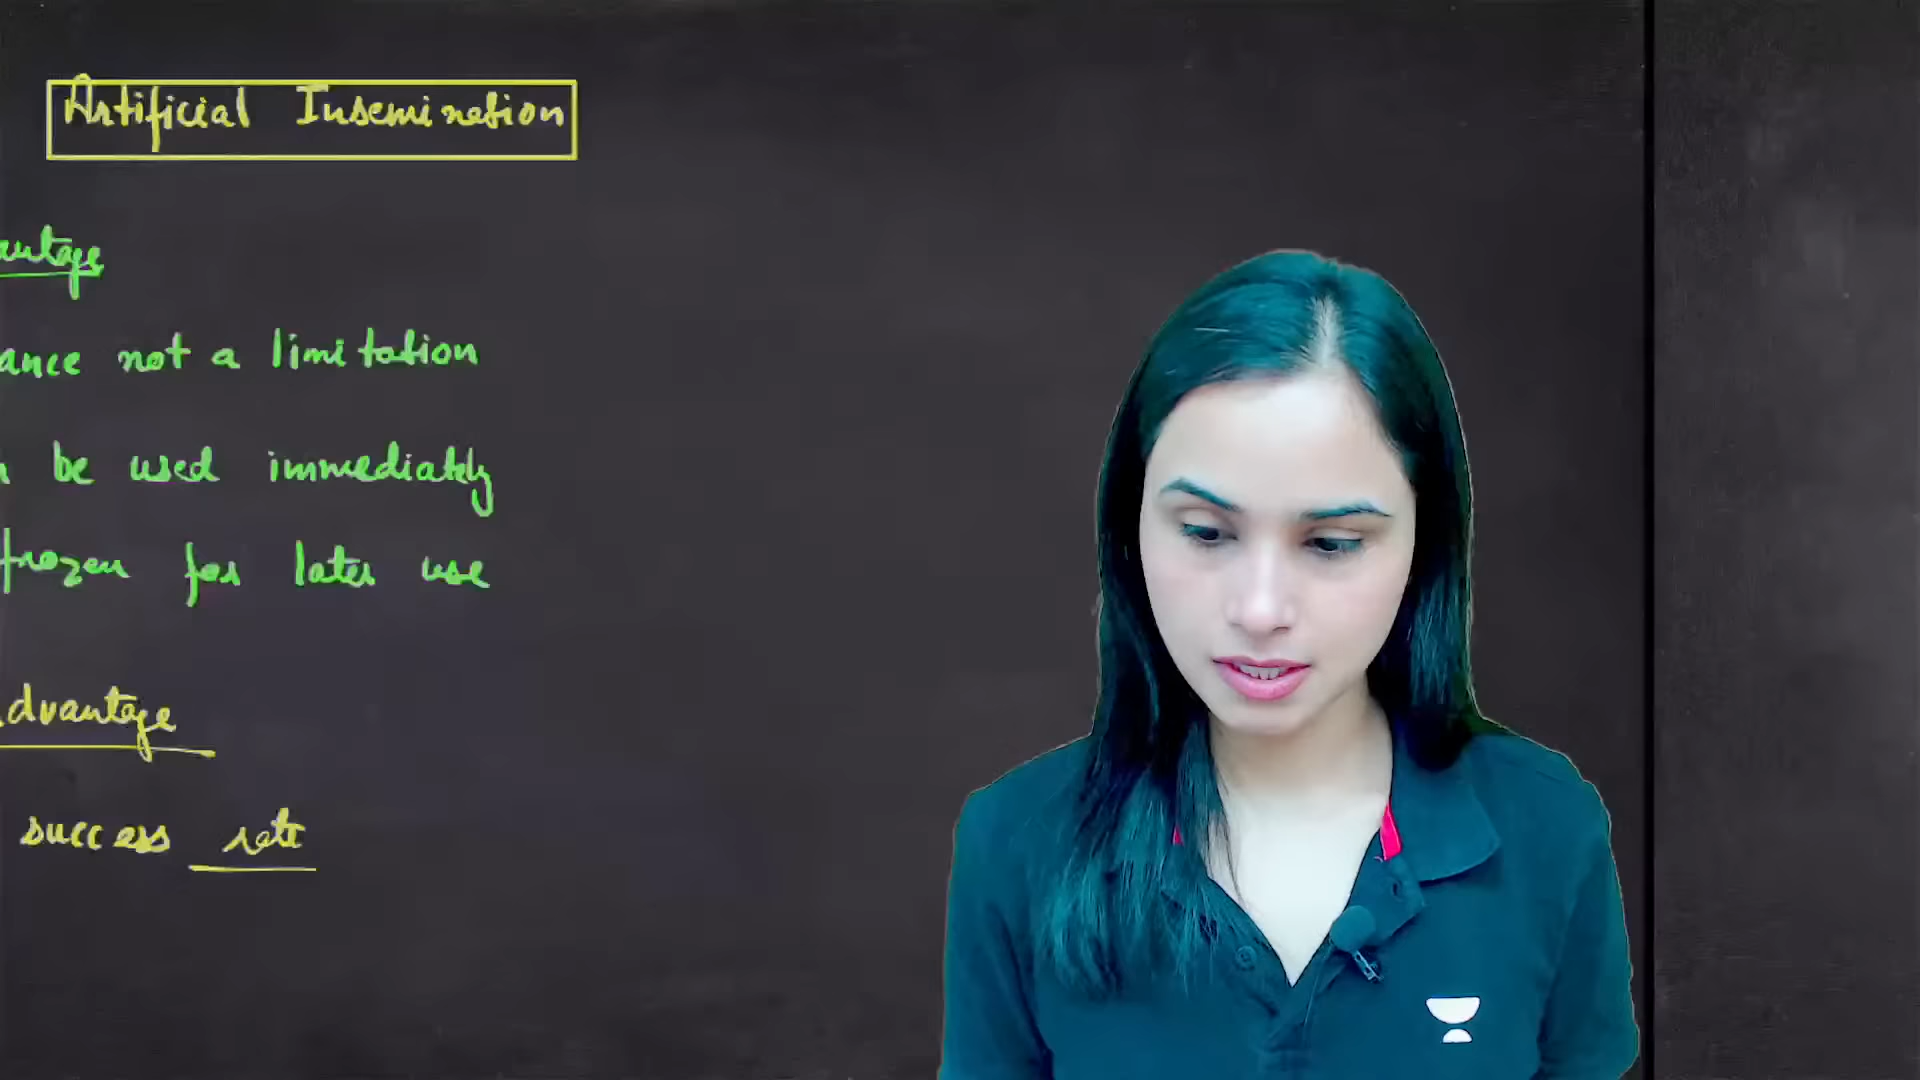 Artificial Insemination
antage
ance not a limitation
n be used immediately
frozen for later use
dvantage
success rate